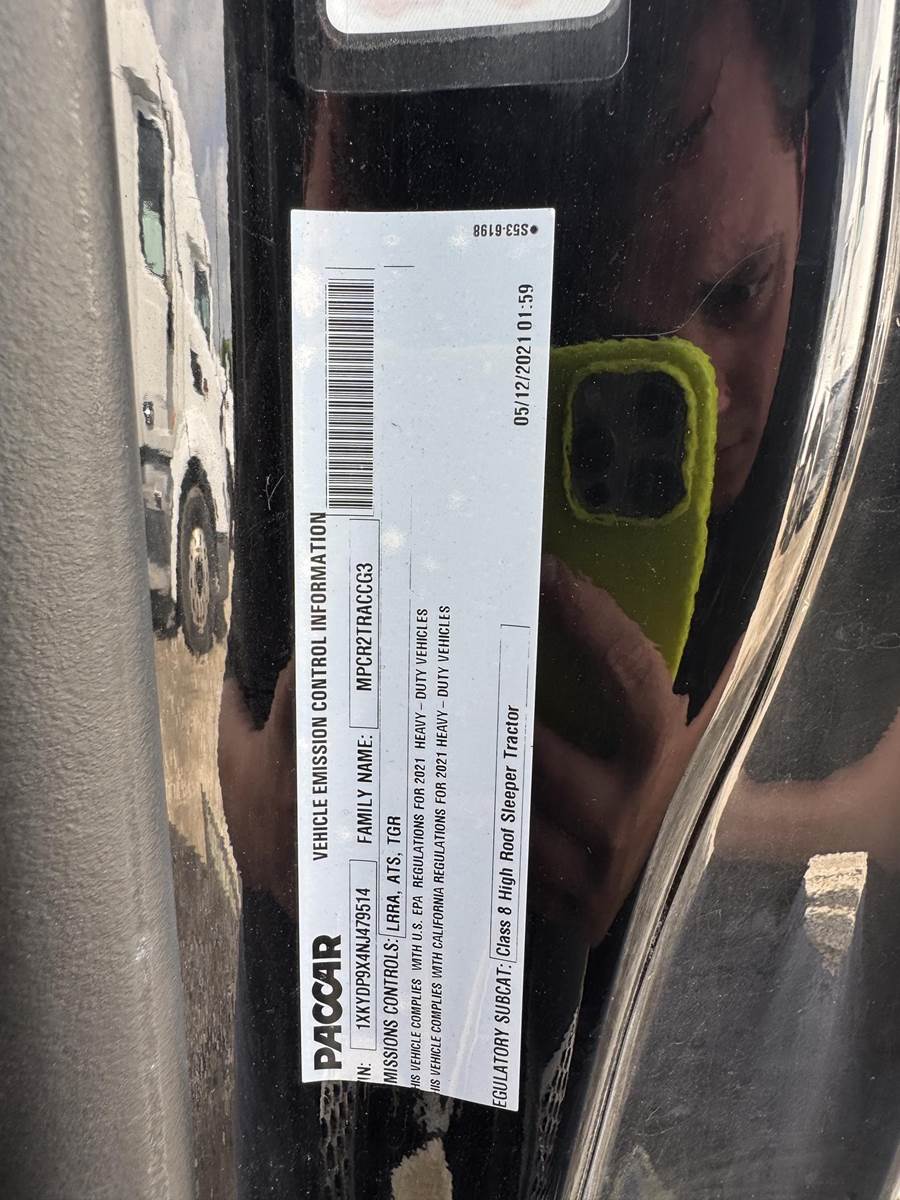 PACCAR VEHICLE EMISSION CONTROL INFORMATION
IN: 1XKYDP9X4NJ479514 FAMILY NAME: MPCR2TRACCG3
MISSIONS CONTROLS: LRRA, ATS, TGR
HIS VEHICLE COMPLIES WITH U.S. EPA REGULATIONS FOR 2021 HEAVY – DUTY VEHICLES
HIS VEHICLE COMPLIES WITH CALIFORNIA REGULATIONS FOR 2021 HEAVY – DUTY VEHICLES
EGULATORY SUBCAT: Class 8 High Roof Sleeper Tractor
05/12/2021 01:59
●S53-6198